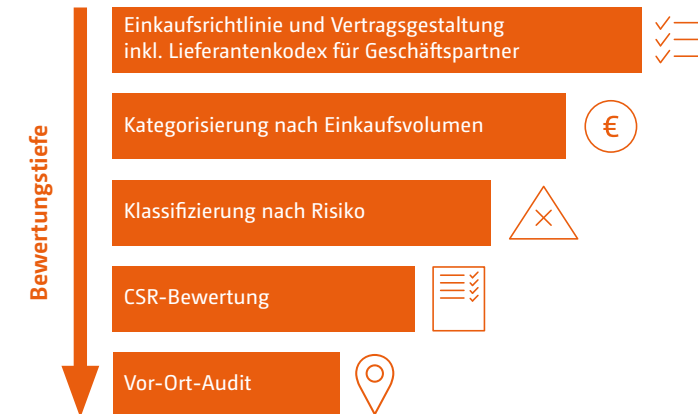 Einkaufsrichtlinie und Vertragsgestaltung
inkl. Lieferantenkodex für Geschäftspartner
Kategorisierung nach Einkaufsvolumen
€
Klassifizierung nach Risiko
CSR-Bewertung
Vor-Ort-Audit
Bewertungstiefe